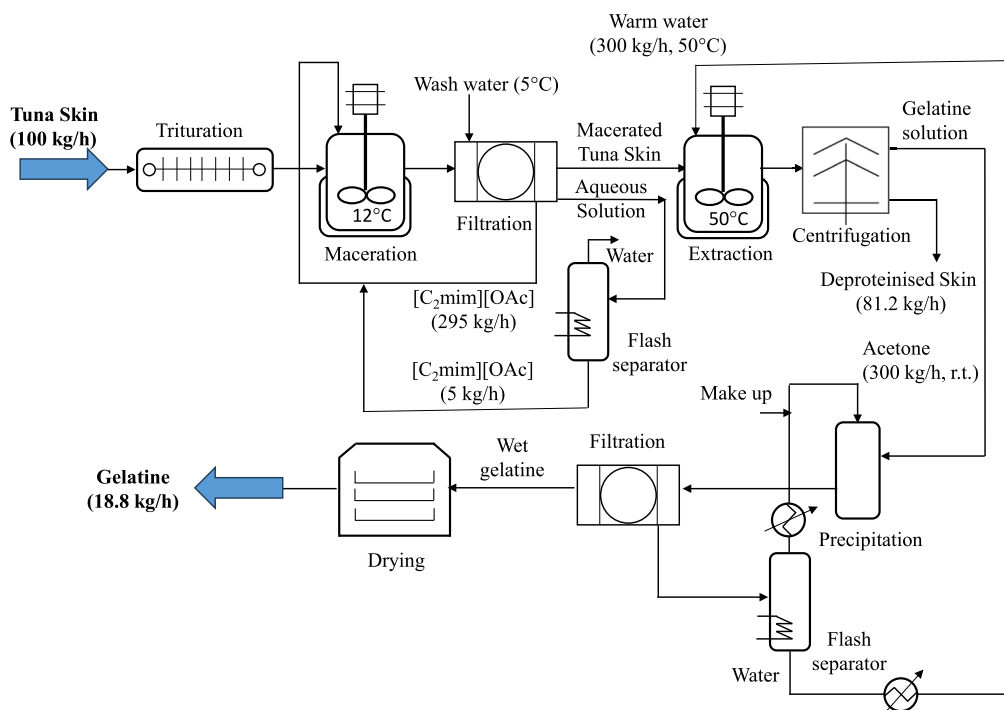 Warm water
(300 kg/h, 50°C)
Wash water (5°C)
Tuna Skin
(100 kg/h)
Trituration
Macerated
Tuna Skin
Gelatine
solution
Aqueous
Solution
12°C
50°C
Filtration
Maceration
Extraction
Centrifugation
Water
Deproteinised Skin
(81.2 kg/h)
[C₂mim][OAc]
(295 kg/h)
Flash
separator
[C₂mim][OAc]
(5 kg/h)
Acetone
(300 kg/h, r.t.)
Make up
Wet
gelatine
Filtration
Gelatine
(18.8 kg/h)
Precipitation
Drying
Flash
separator
Water